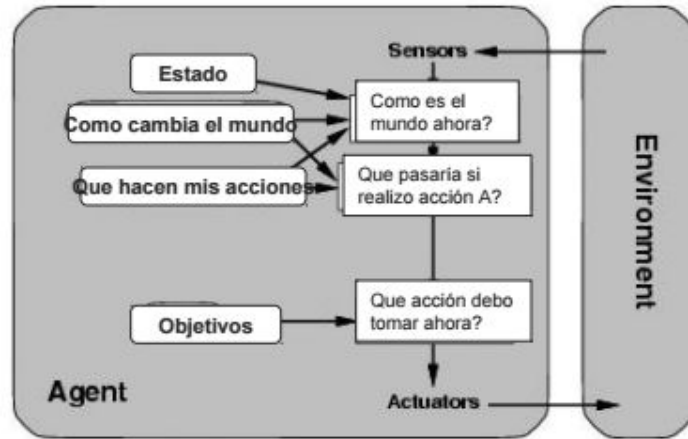 Sensors
Estado
Como es el
mundo ahora?
Como cambia el mundo
Que hacen mis acciones
Que pasaría si
realizo acción A?
Environment
Que acción debo
tomar ahora?
Objetivos
Agent
Actuators